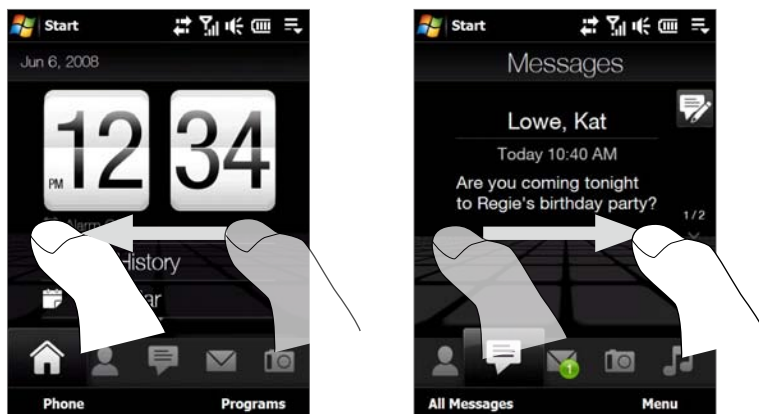 Start
Jun 6, 2008
12 34
PM
History
Phone Programs
Start
Messages
Lowe, Kat
Today 10:40 AM
Are you coming tonight
to Regie's birthday party?
1/2
1
All Messages Menu